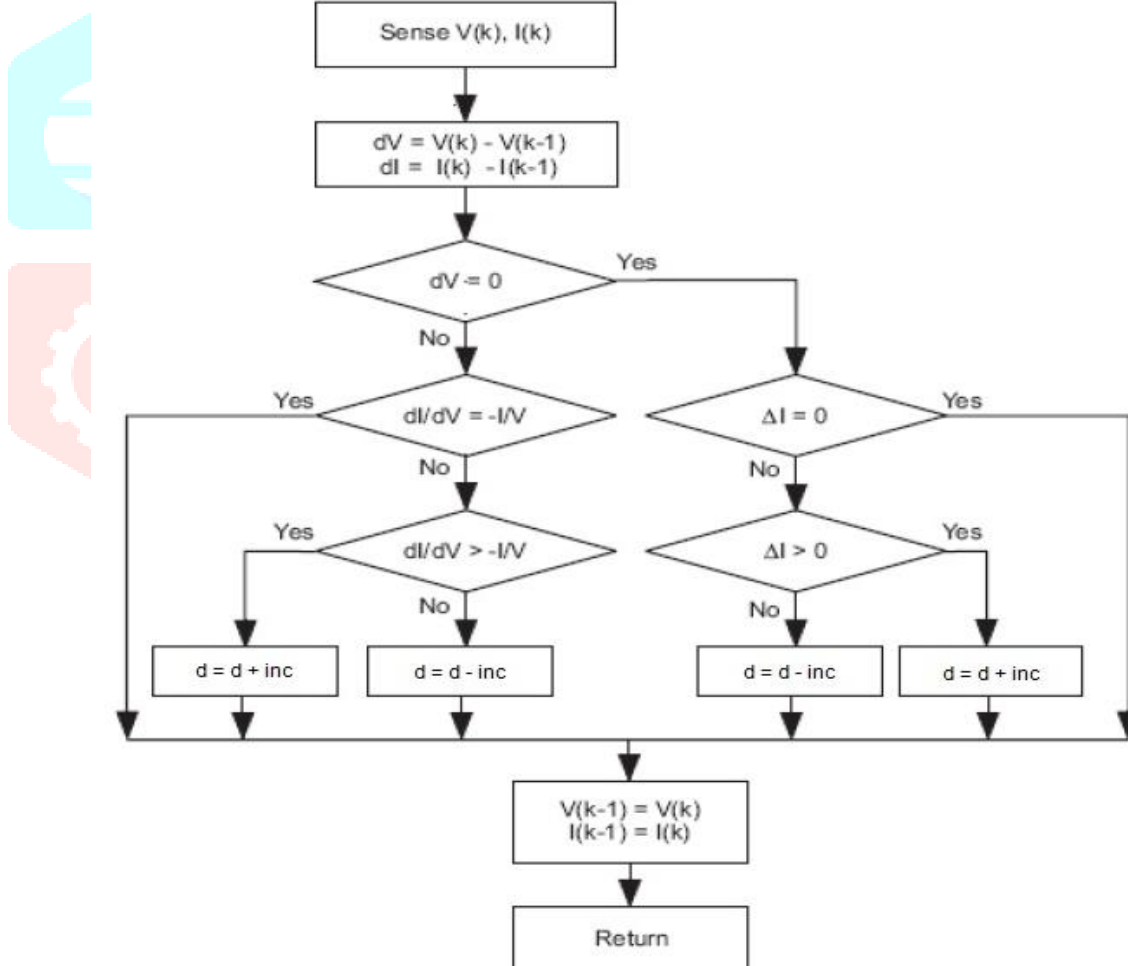 Sense V(k), I(k)
dV = V(k) - V(k-1)
dI = I(k) - I(k-1)
dV = 0
Yes
No
Yes
dI/dV = -I/V
ΔI = 0
Yes
No
No
Yes
dI/dV > -I/V
ΔI > 0
Yes
No
No
d = d + inc
d = d - inc
d = d - inc
d = d + inc
V(k-1) = V(k)
I(k-1) = I(k)
Return